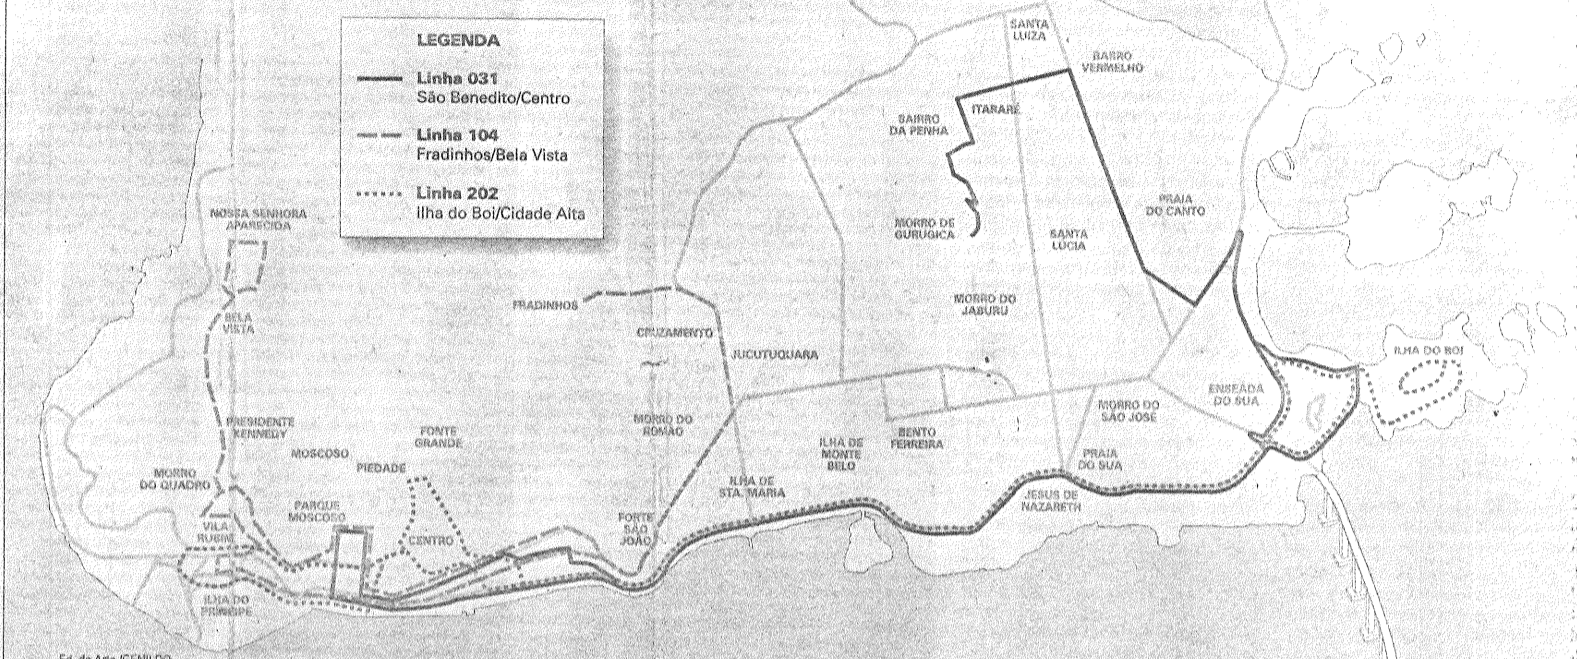 LEGENDA
Linha 031
São Benedito/Centro
Linha 104
Fradinhos/Bela Vista
Linha 202
Ilha do Boi/Cidade Alta
SANTA
LUIZA
BARRO
VERMELHO
ITARARÉ
BAIRRO
DA PENHA
PRAIA
DO CANTO
NOSSA SENHORA
APARECIDA
MORRO DE
GURUGICA
SANTA
LÚCIA
FRADINHOS
MORRO DO
JABURU
BELA
VISTA
CRUZAMENTO
JUCUTUQUARA
ILHA DO BOI
ENSEADA
DO SUA
PRESIDENTE
KENNEDY
FONTE
GRANDE
MORRO DO
ROMÃO
MORRO DO
SÃO JOSÉ
BENTO
FERREIRA
ILHA DE
MONTE
BELO
MOSCOSO
PIEDADE
PRAIA
DO SUA
MORRO
DO QUADRO
ILHA DE
STA. MARIA
JESUS DE
NAZARETH
PARQUE
MOSCOSO
VILA
RUBIM
CENTRO
FORTE
SÃO
JOÃO
ILHA DO
PRÍNCIPE